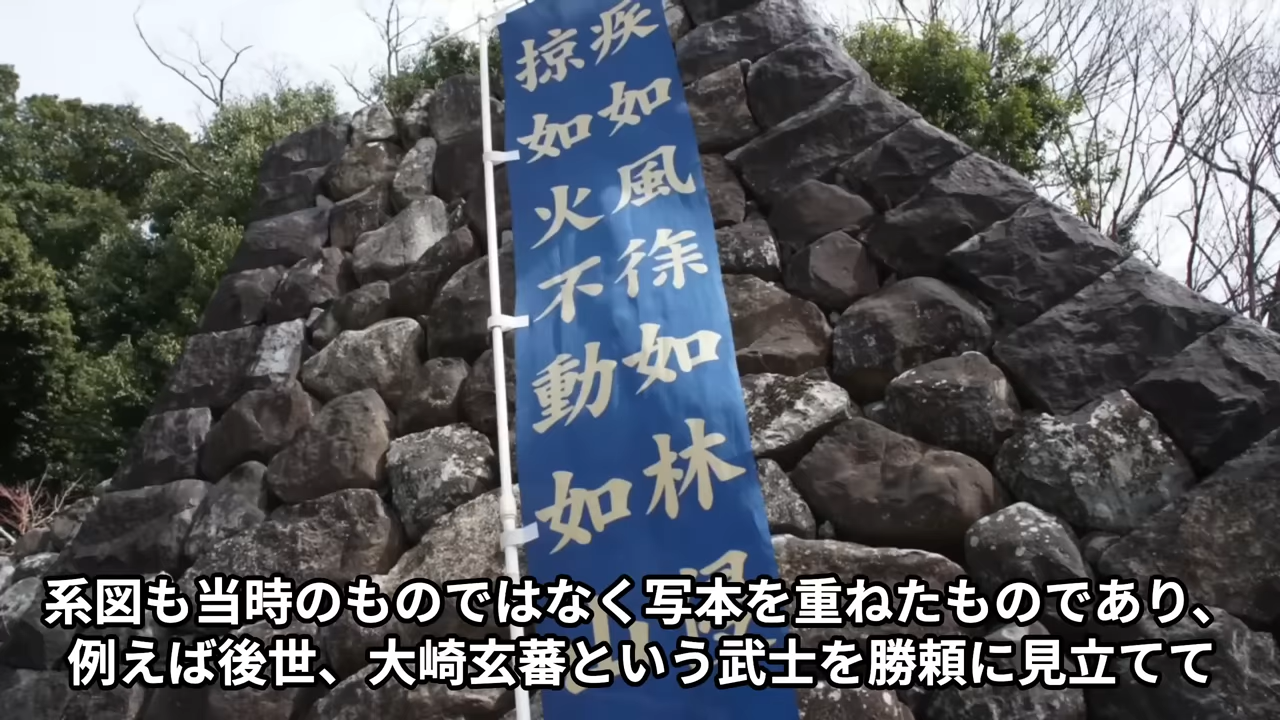 疾如風徐如林
掠如火不動如山
系図も当時のものではなく写本を重ねたものであり、
例えば後世、大崎玄蕃という武士を勝頼に見立てて